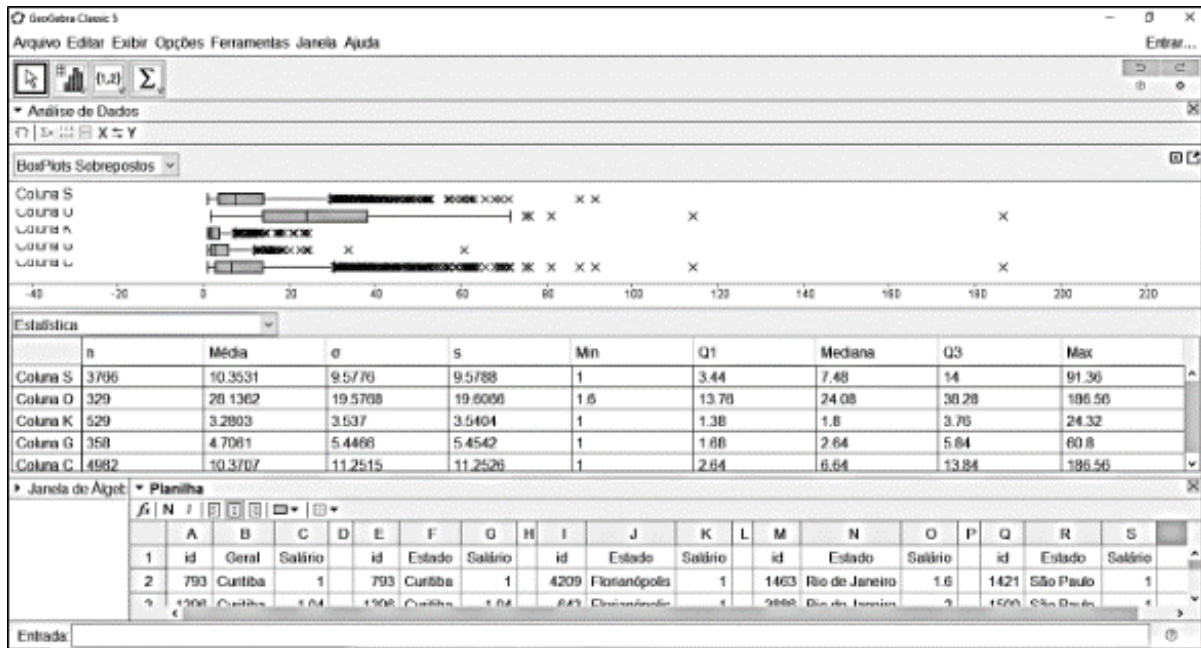 GeoGebra Classic 5
Arquivo Editar Exibir Opções Ferramentas Janela Ajuda
Entrar...
{1,2} Σ
Análise de Dados
Σx X ⇆ Y
BoxPlots Sobrepostos
Coluna S
-40 -20 0 20 40 60 80 100 120 140 160 180 200 220
Estatística
n Média σ s Min Q1 Mediana Q3 Max
Coluna S 3766 10.3531 9.5776 9.5788 1 3.44 7.48 14 91.36
Coluna O 329 28.1362 19.5768 19.6066 1.6 13.76 24.08 38.28 186.56
Coluna K 529 3.2803 3.537 3.5404 1 1.38 1.8 3.76 24.32
Coluna G 358 4.7061 5.4466 5.4542 1 1.68 2.64 5.84 60.8
Coluna C 4982 10.3707 11.2515 11.2526 1 2.64 6.64 13.84 186.56
Janela de Álget Planilha
fx N I
A B C D E F G H I J K L M N O P Q R S
1 id Geral Salário id Estado Salário id Estado Salário id Estado Salário id Estado Salário
2 793 Curitiba 1 793 Curitiba 1 4209 Florianópolis 1 1463 Rio de Janeiro 1.6 1421 São Paulo 1
Entrada: